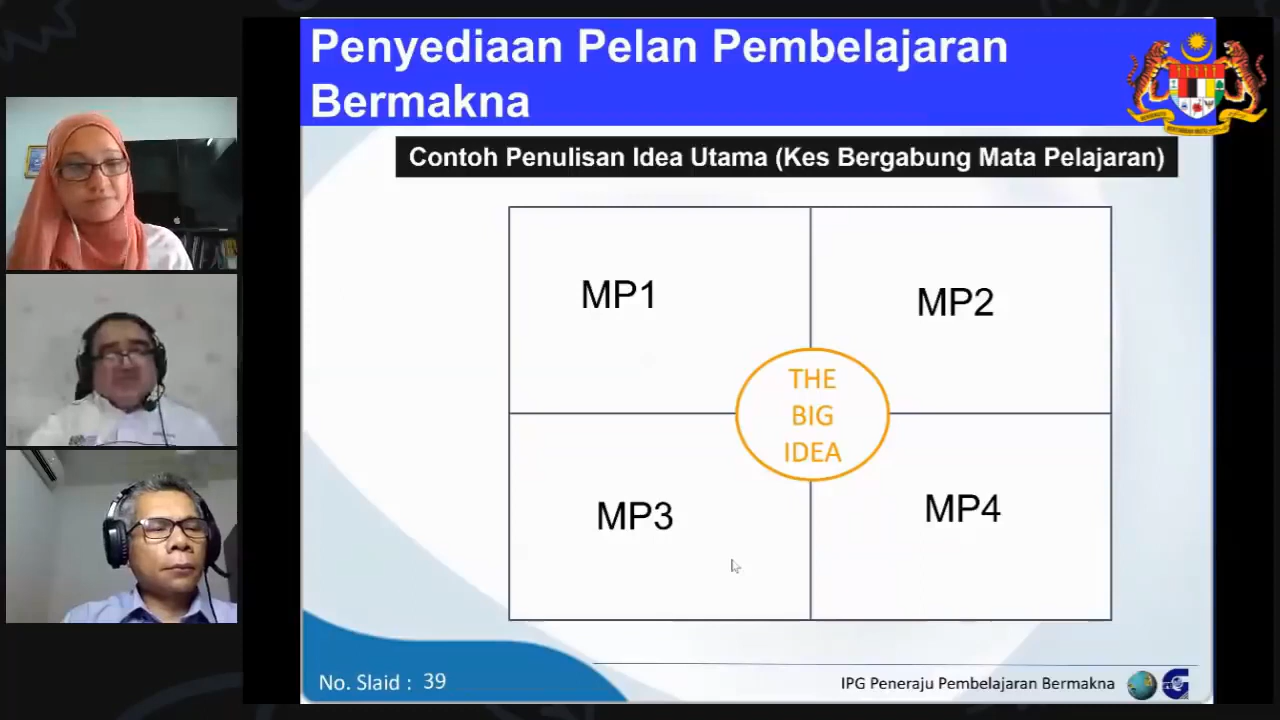 Penyediaan Pelan Pembelajaran
Bermakna
Contoh Penulisan Idea Utama (Kes Bergabung Mata Pelajaran)
MP1
MP2
THE
BIG
IDEA
MP3
MP4
No. Slaid : 39
IPG Peneraju Pembelajaran Bermakna